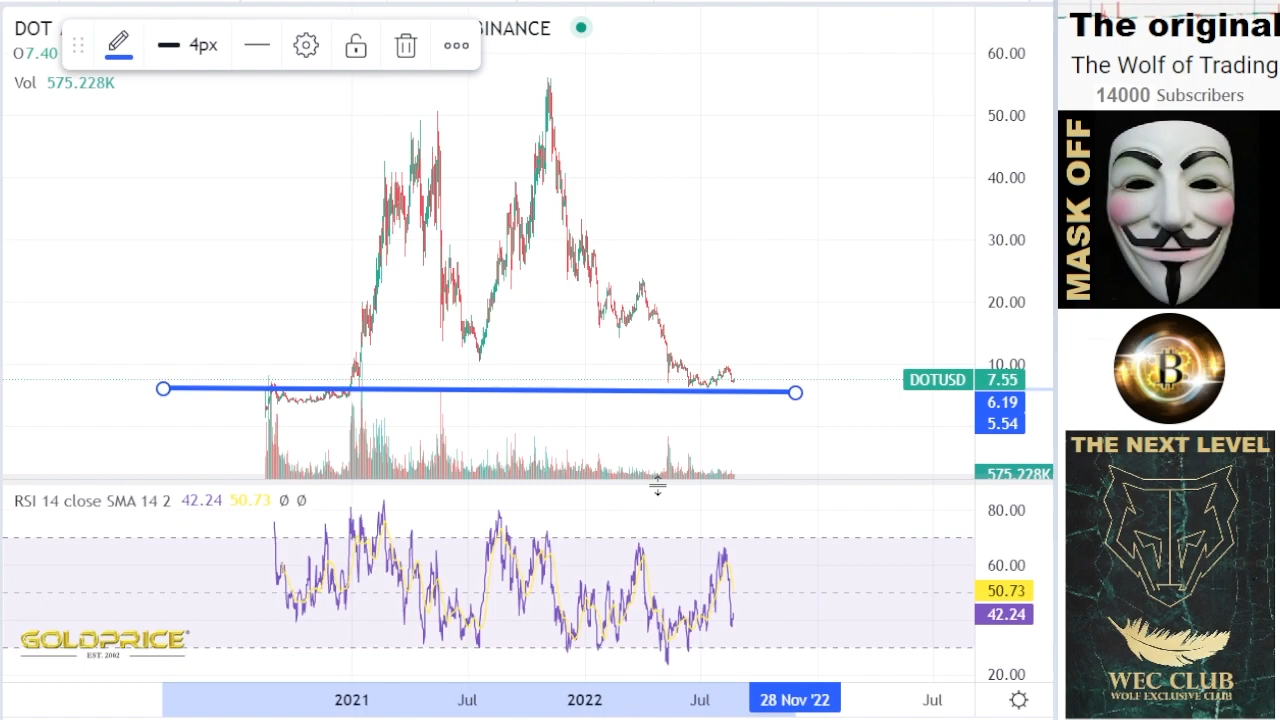 DOT
BINANCE
4px
O7.40
Vol 575.228K
60.00
50.00
40.00
30.00
20.00
10.00
DOTUSD 7.55
6.19
5.54
575.228K
RSI 14 close SMA 14 2 42.24 50.73 Ø Ø
80.00
60.00
50.73
42.24
20.00
GOLDPRICE
EST. 2002
2021 Jul 2022 Jul 28 Nov '22 Jul
The original
The Wolf of Trading
14000 Subscribers
MASK OFF
B
THE NEXT LEVEL
WEC CLUB
WOLF EXCLUSIVE CLUB